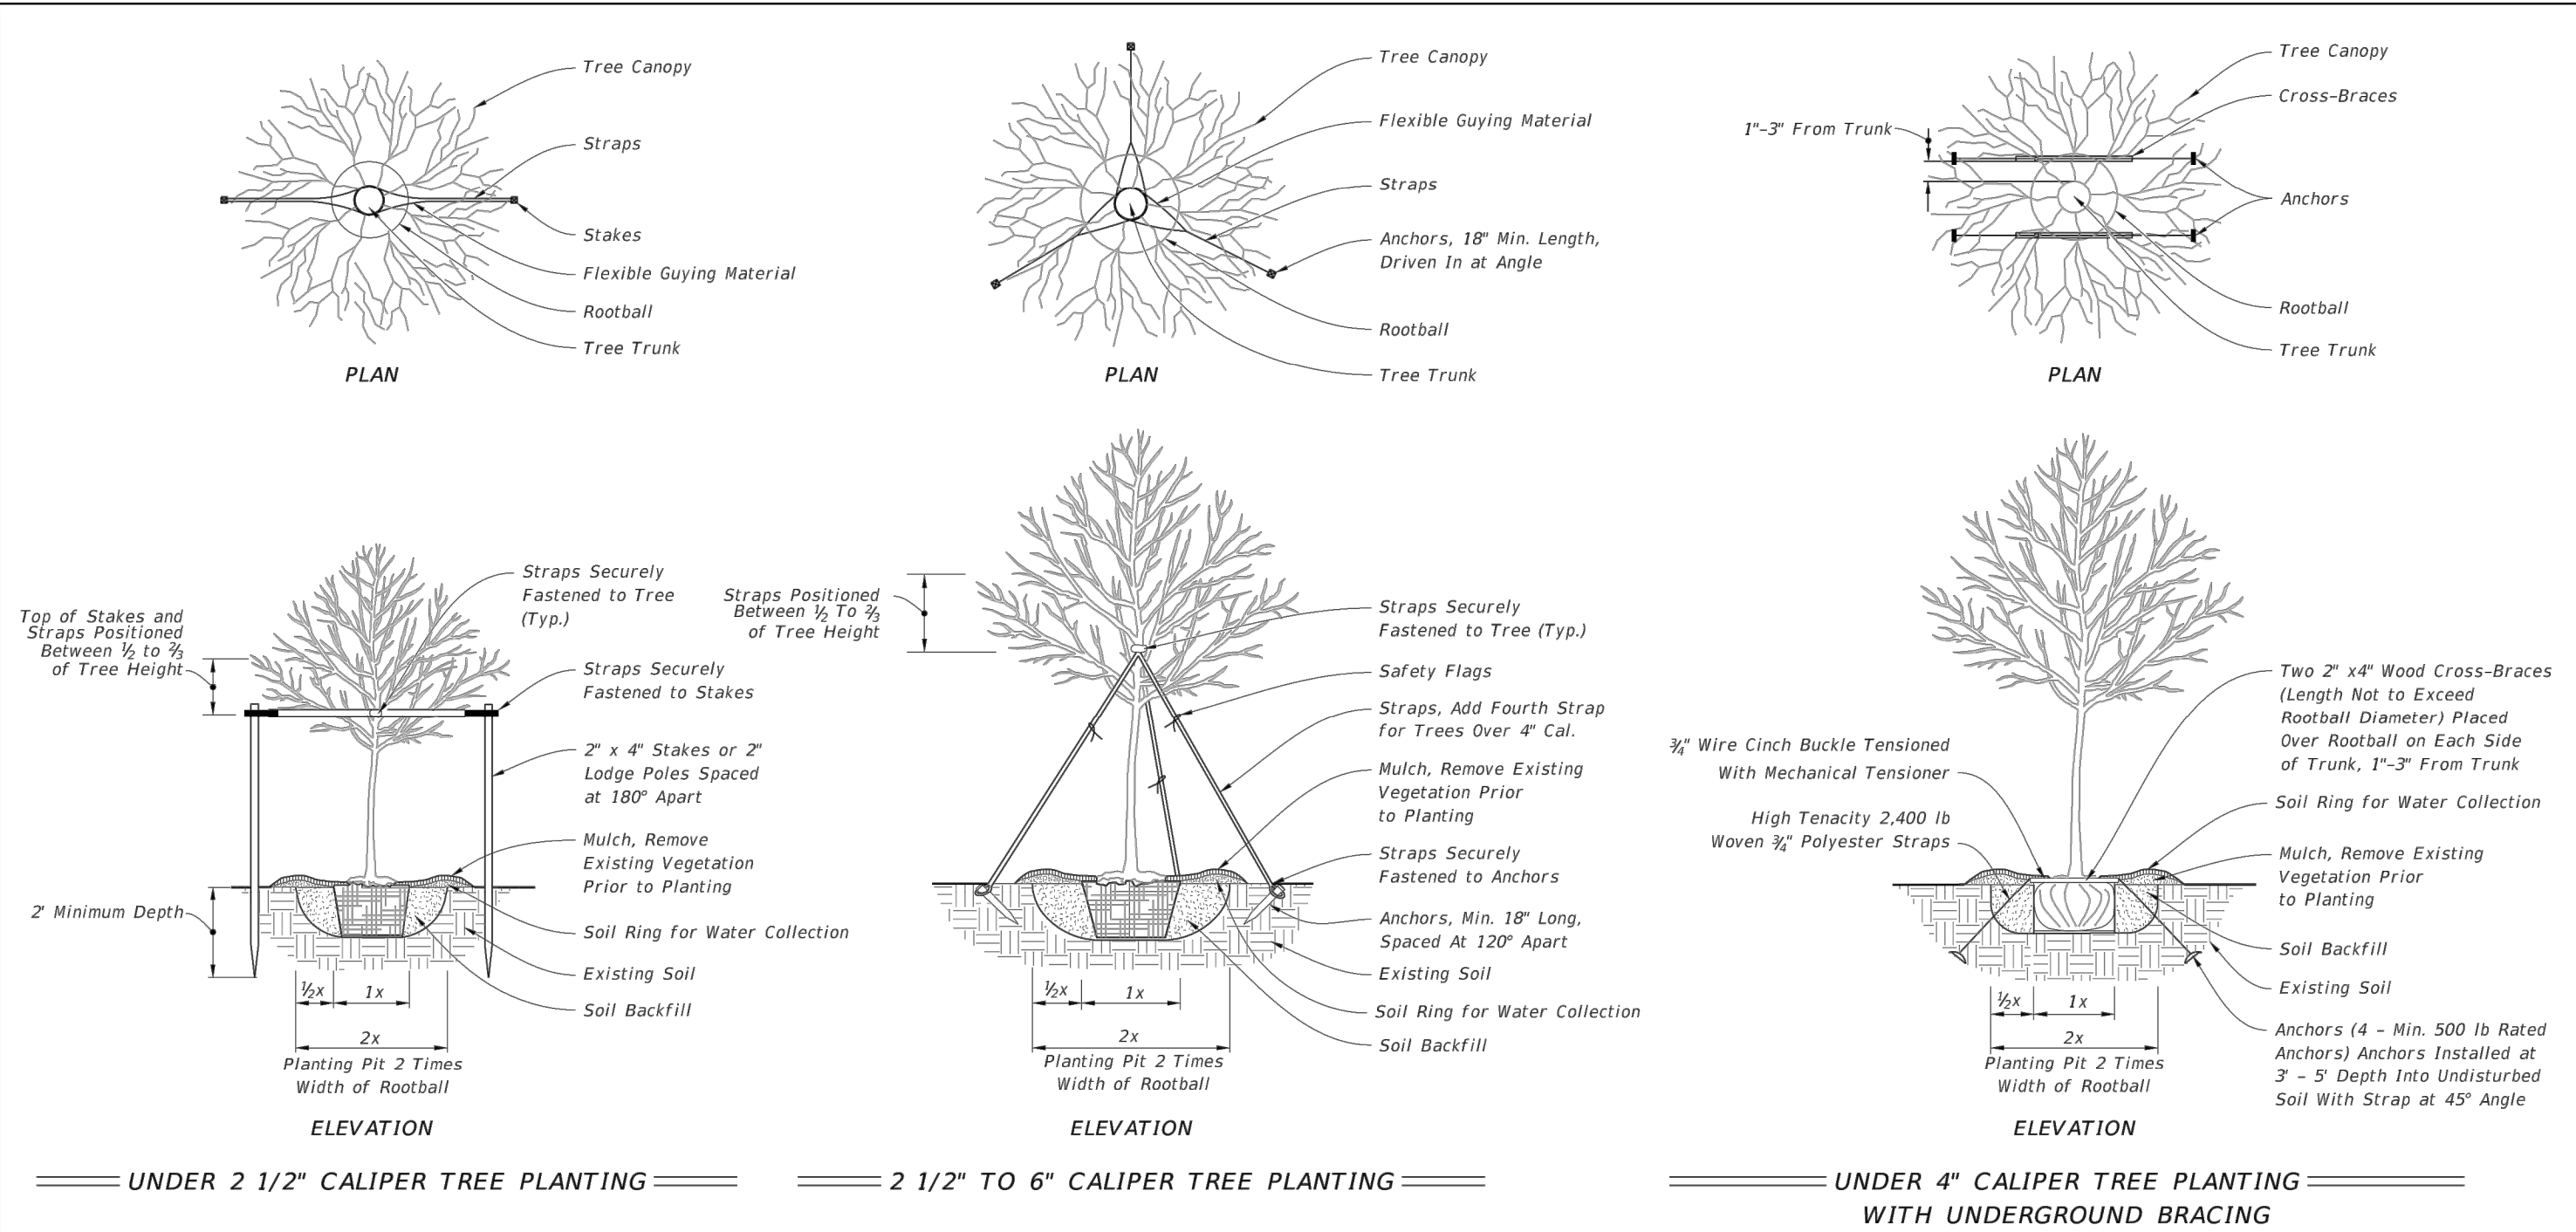 Tree Canopy
Straps
Stakes
Flexible Guying Material
Rootball
Tree Trunk
PLAN
Straps Securely
Fastened to Tree
(Typ.)
Top of Stakes and
Straps Positioned
Between ½ to ⅔
of Tree Height
Straps Securely
Fastened to Stakes
2" x 4" Stakes or 2"
Lodge Poles Spaced
at 180° Apart
Mulch, Remove
Existing Vegetation
Prior to Planting
2' Minimum Depth
Soil Ring for Water Collection
Existing Soil
Soil Backfill
½x
1x
2x
Planting Pit 2 Times
Width of Rootball
ELEVATION
UNDER 2 1/2" CALIPER TREE PLANTING
Tree Canopy
Flexible Guying Material
Straps
Anchors, 18" Min. Length,
Driven In at Angle
Rootball
Tree Trunk
PLAN
Straps Positioned
Between ½ To ⅔
of Tree Height
Straps Securely
Fastened to Tree (Typ.)
Safety Flags
Straps, Add Fourth Strap
for Trees Over 4" Cal.
Mulch, Remove Existing
Vegetation Prior
to Planting
Straps Securely
Fastened to Anchors
Anchors, Min. 18" Long,
Spaced At 120° Apart
Existing Soil
Soil Ring for Water Collection
Soil Backfill
½x
1x
2x
Planting Pit 2 Times
Width of Rootball
ELEVATION
2 1/2" TO 6" CALIPER TREE PLANTING
Tree Canopy
Cross-Braces
1"-3" From Trunk
Anchors
Rootball
Tree Trunk
PLAN
Two 2" x4" Wood Cross-Braces
(Length Not to Exceed
Rootball Diameter) Placed
Over Rootball on Each Side
of Trunk, 1"-3" From Trunk
¾" Wire Cinch Buckle Tensioned
With Mechanical Tensioner
High Tenacity 2,400 lb
Woven ¾" Polyester Straps
Soil Ring for Water Collection
Mulch, Remove Existing
Vegetation Prior
to Planting
Soil Backfill
Existing Soil
Anchors (4 - Min. 500 lb Rated
Anchors) Anchors Installed at
3' - 5' Depth Into Undisturbed
Soil With Strap at 45° Angle
½x
1x
2x
Planting Pit 2 Times
Width of Rootball
ELEVATION
UNDER 4" CALIPER TREE PLANTING
WITH UNDERGROUND BRACING